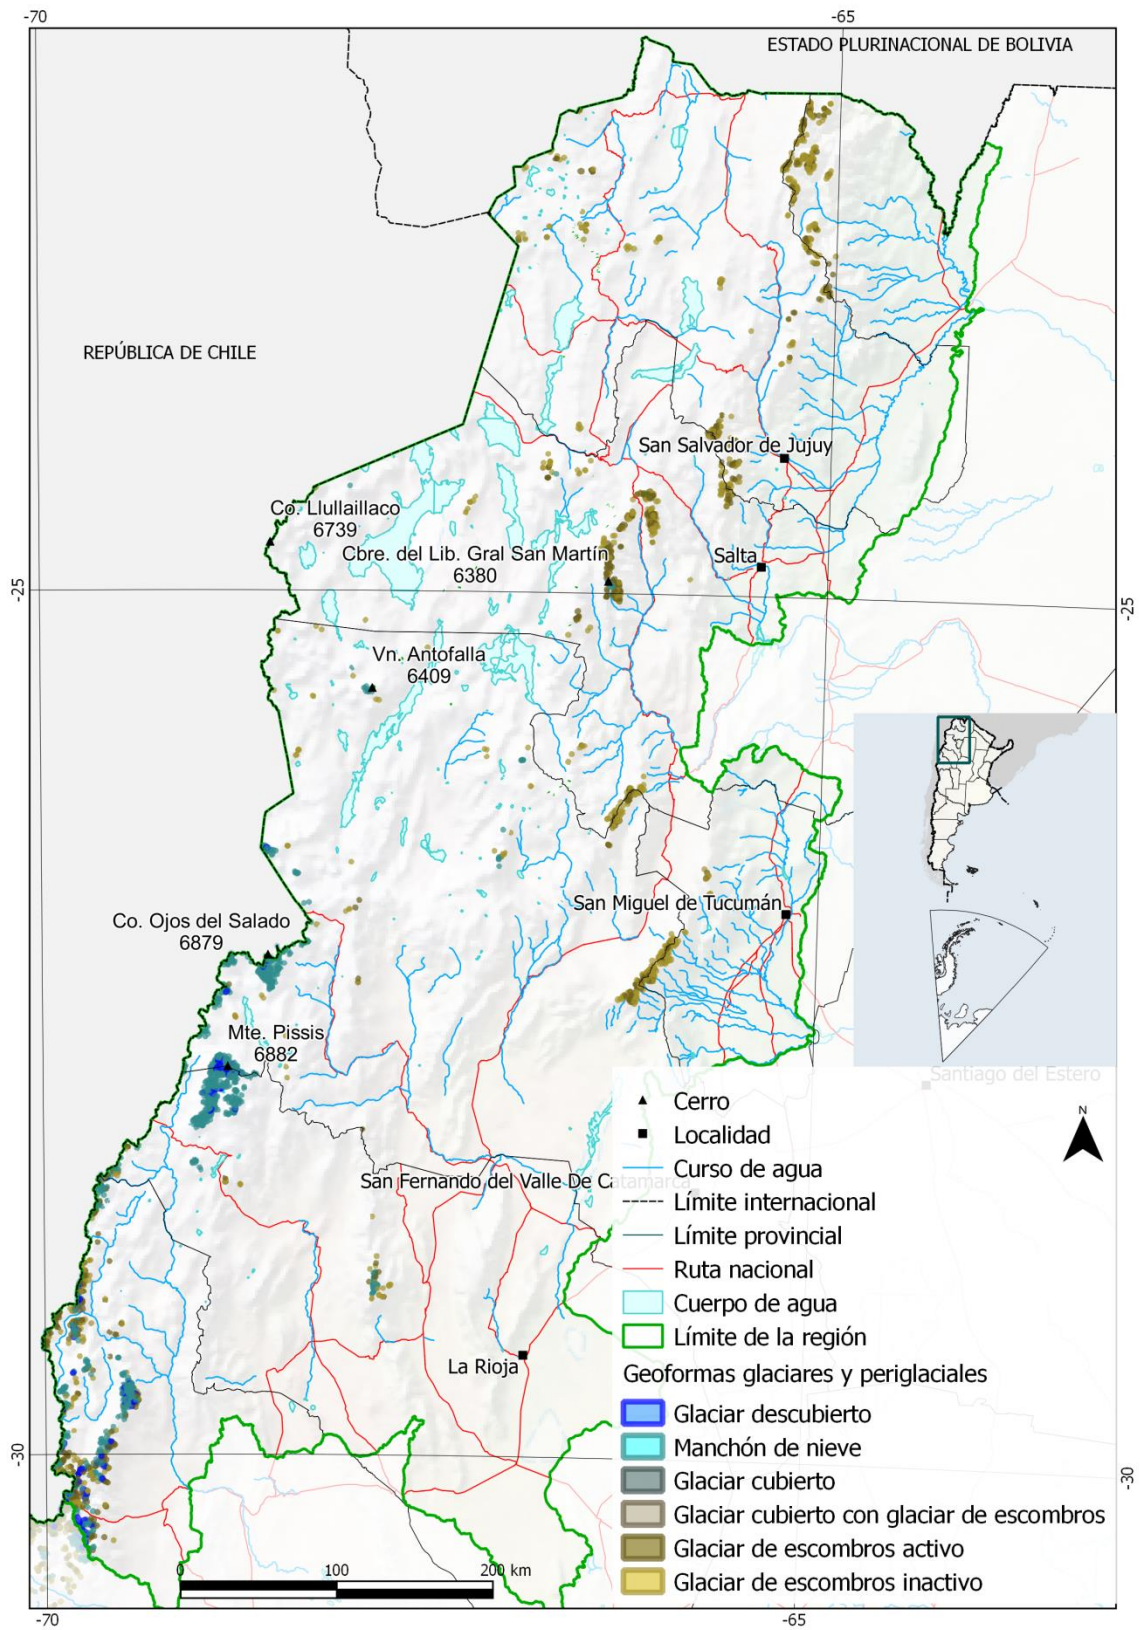 -70
-65
ESTADO PLURINACIONAL DE BOLIVIA
REPÚBLICA DE CHILE
San Salvador de Jujuy
Co. Llullaillaco
6739
Cbre. del Lib. Gral San Martín
6380
Salta
-25
-25
Vn. Antofalla
6409
San Miguel de Tucumán
Co. Ojos del Salado
6879
Mte. Pissis
6882
Santiago del Estero
San Fernando del Valle De Catamarca
La Rioja
N
Cerro
Localidad
Curso de agua
Límite internacional
Límite provincial
Ruta nacional
Cuerpo de agua
Límite de la región
Geoformas glaciares y periglaciales
Glaciar descubierto
Manchón de nieve
Glaciar cubierto
Glaciar cubierto con glaciar de escombros
Glaciar de escombros activo
Glaciar de escombros inactivo
-30
-30
0 100 200 km
-70
-65